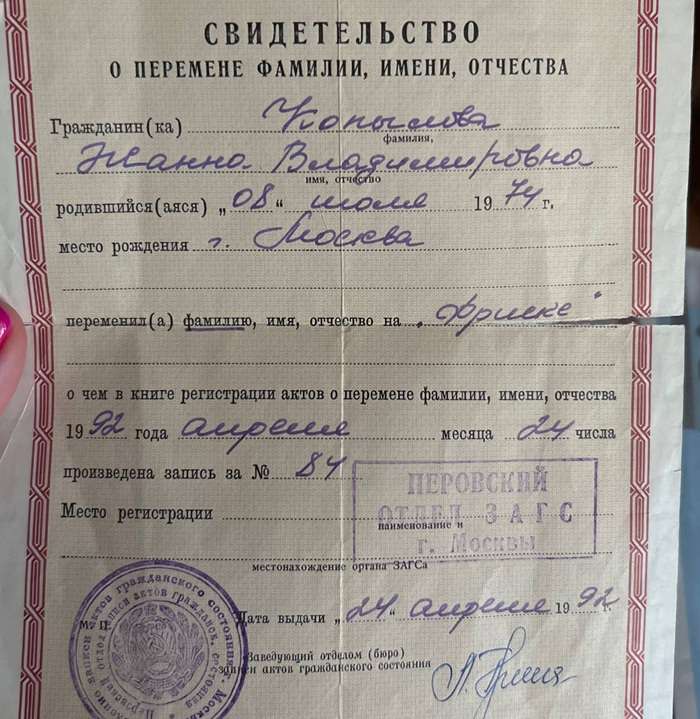 СВИДЕТЕЛЬСТВО
О ПЕРЕМЕНЕ ФАМИЛИИ, ИМЕНИ, ОТЧЕСТВА
Гражданин(ка) Копылова
фамилия,
Жанна Владимировна
имя, отчество
родившийся(аяся) „08“ июля 1974 г.
место рождения г. Москва
переменил(а) фамилию, имя, отчество на „Фриске“
о чем в книге регистрации актов о перемене фамилии, имени, отчества
1992 года апреля месяца 24 числа
произведена запись за № 84
ПЕРОВСКИЙ
Место регистрации ОТДЕЛ ЗАГС
наименование и
г. Москвы
местонахождение органа ЗАГСа
Дата выдачи „24“ апреля 1992 г.
М. П.
Заведующий отделом (бюро)
записи актов гражданского состояния